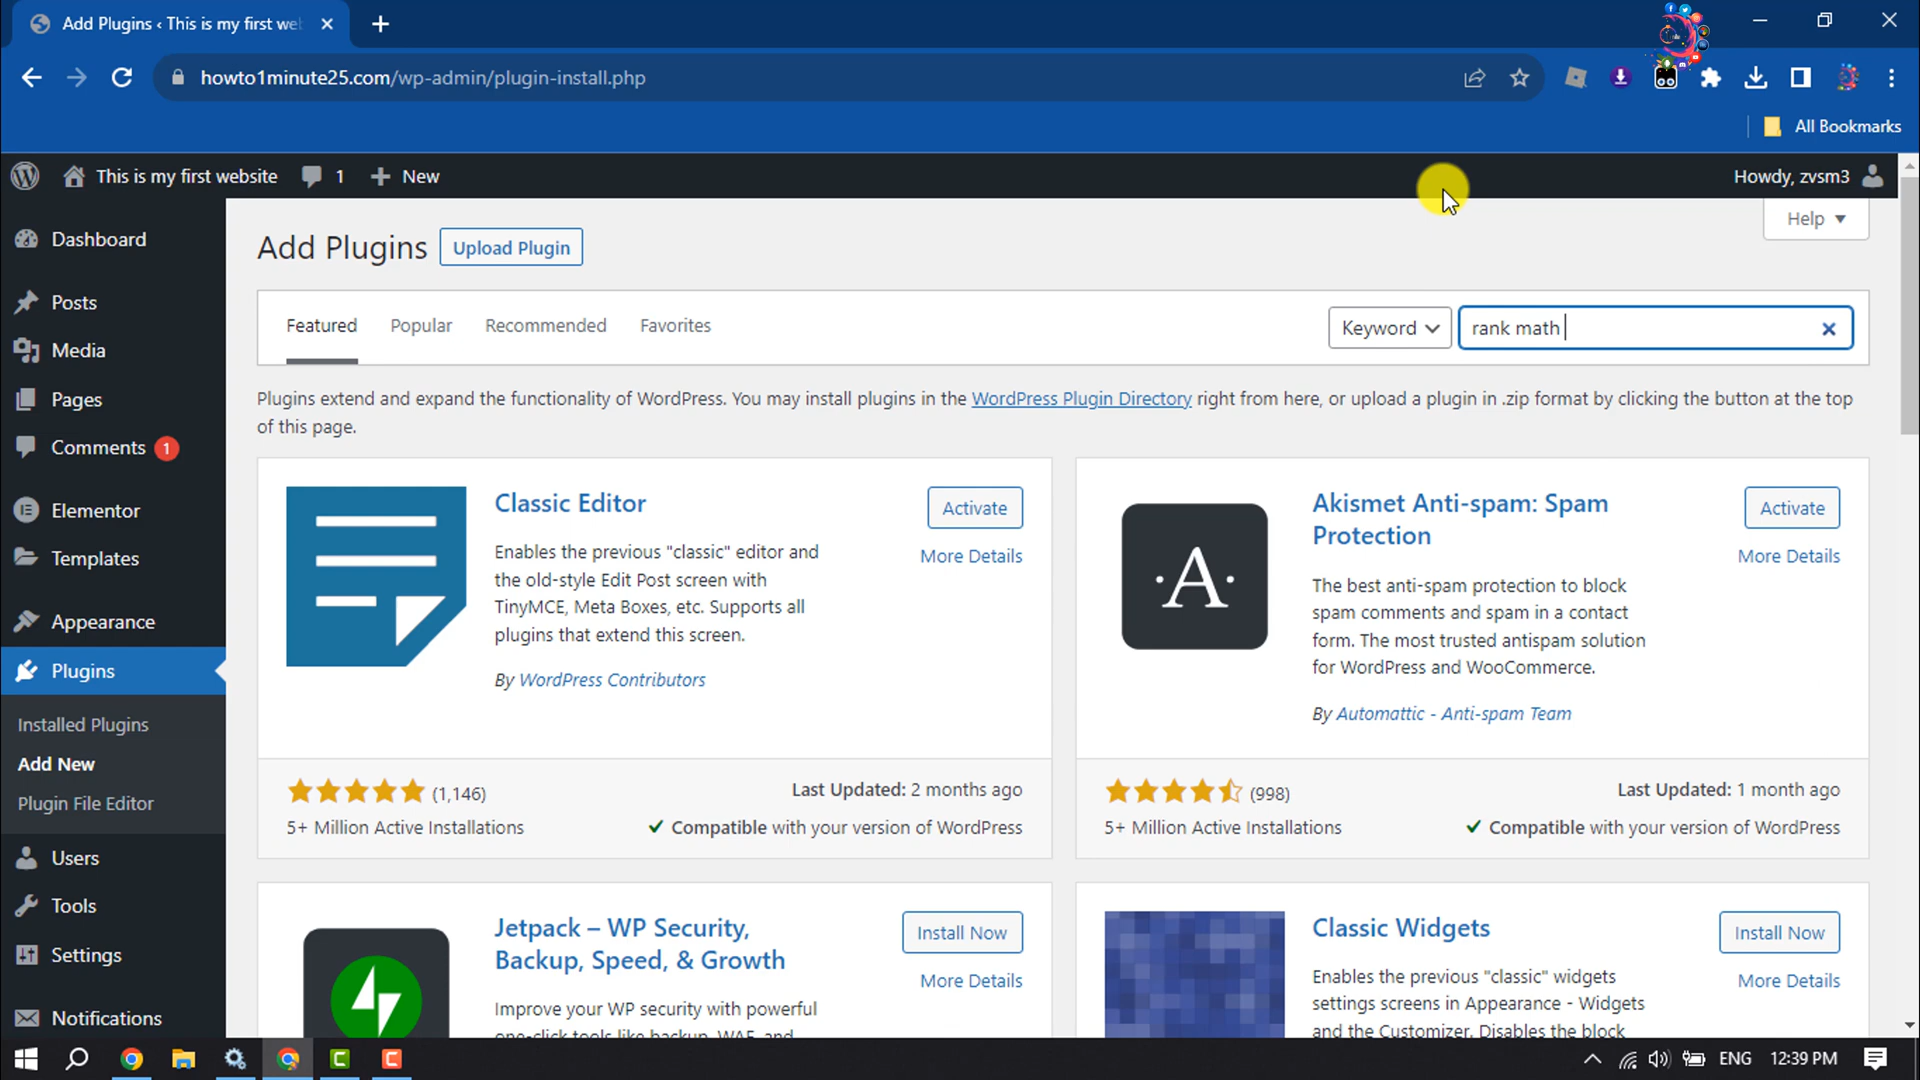 Add Plugins ‹ This is my first we
howto1minute25.com/wp-admin/plugin-install.php
All Bookmarks
This is my first website 1 New Howdy, zvsm3
Dashboard
Posts
Media
Pages
Comments 1
Elementor
Templates
Appearance
Plugins
Installed Plugins
Add New
Plugin File Editor
Users
Tools
Settings
Notifications
Help
Add Plugins Upload Plugin
Featured Popular Recommended Favorites Keyword rank math
Plugins extend and expand the functionality of WordPress. You may install plugins in the WordPress Plugin Directory right from here, or upload a plugin in .zip format by clicking the button at the top
of this page.
Classic Editor
Activate
More Details
Enables the previous "classic" editor and
the old-style Edit Post screen with
TinyMCE, Meta Boxes, etc. Supports all
plugins that extend this screen.
By WordPress Contributors
(1,146)
Last Updated: 2 months ago
5+ Million Active Installations
Compatible with your version of WordPress
A
Akismet Anti-spam: Spam
Protection
Activate
More Details
The best anti-spam protection to block
spam comments and spam in a contact
form. The most trusted antispam solution
for WordPress and WooCommerce.
By Automattic - Anti-spam Team
(998)
Last Updated: 1 month ago
5+ Million Active Installations
Compatible with your version of WordPress
Jetpack – WP Security,
Backup, Speed, & Growth
Install Now
More Details
Improve your WP security with powerful
one-click tools like backup, WAF, and
Classic Widgets
Install Now
More Details
Enables the previous "classic" widgets
settings screens in Appearance - Widgets
and the Customizer. Disables the block
ENG 12:39 PM